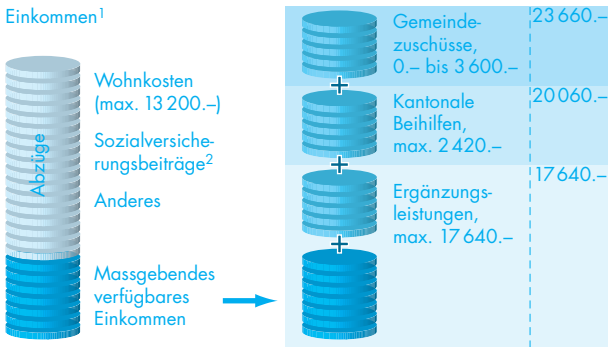 Einkommen¹
Abzüge
Wohnkosten
(max. 13 200.–)
Sozialversiche-
rungsbeiträge²
Anderes
Massgebendes
verfügbares
Einkommen
Gemeinde-
zuschüsse,
0.– bis 3 600.–
23 660.–
+
Kantonale
Beihilfen,
max. 2 420.–
20 060.–
+
Ergänzungs-
leistungen,
max. 17 640.–
17 640.–
+